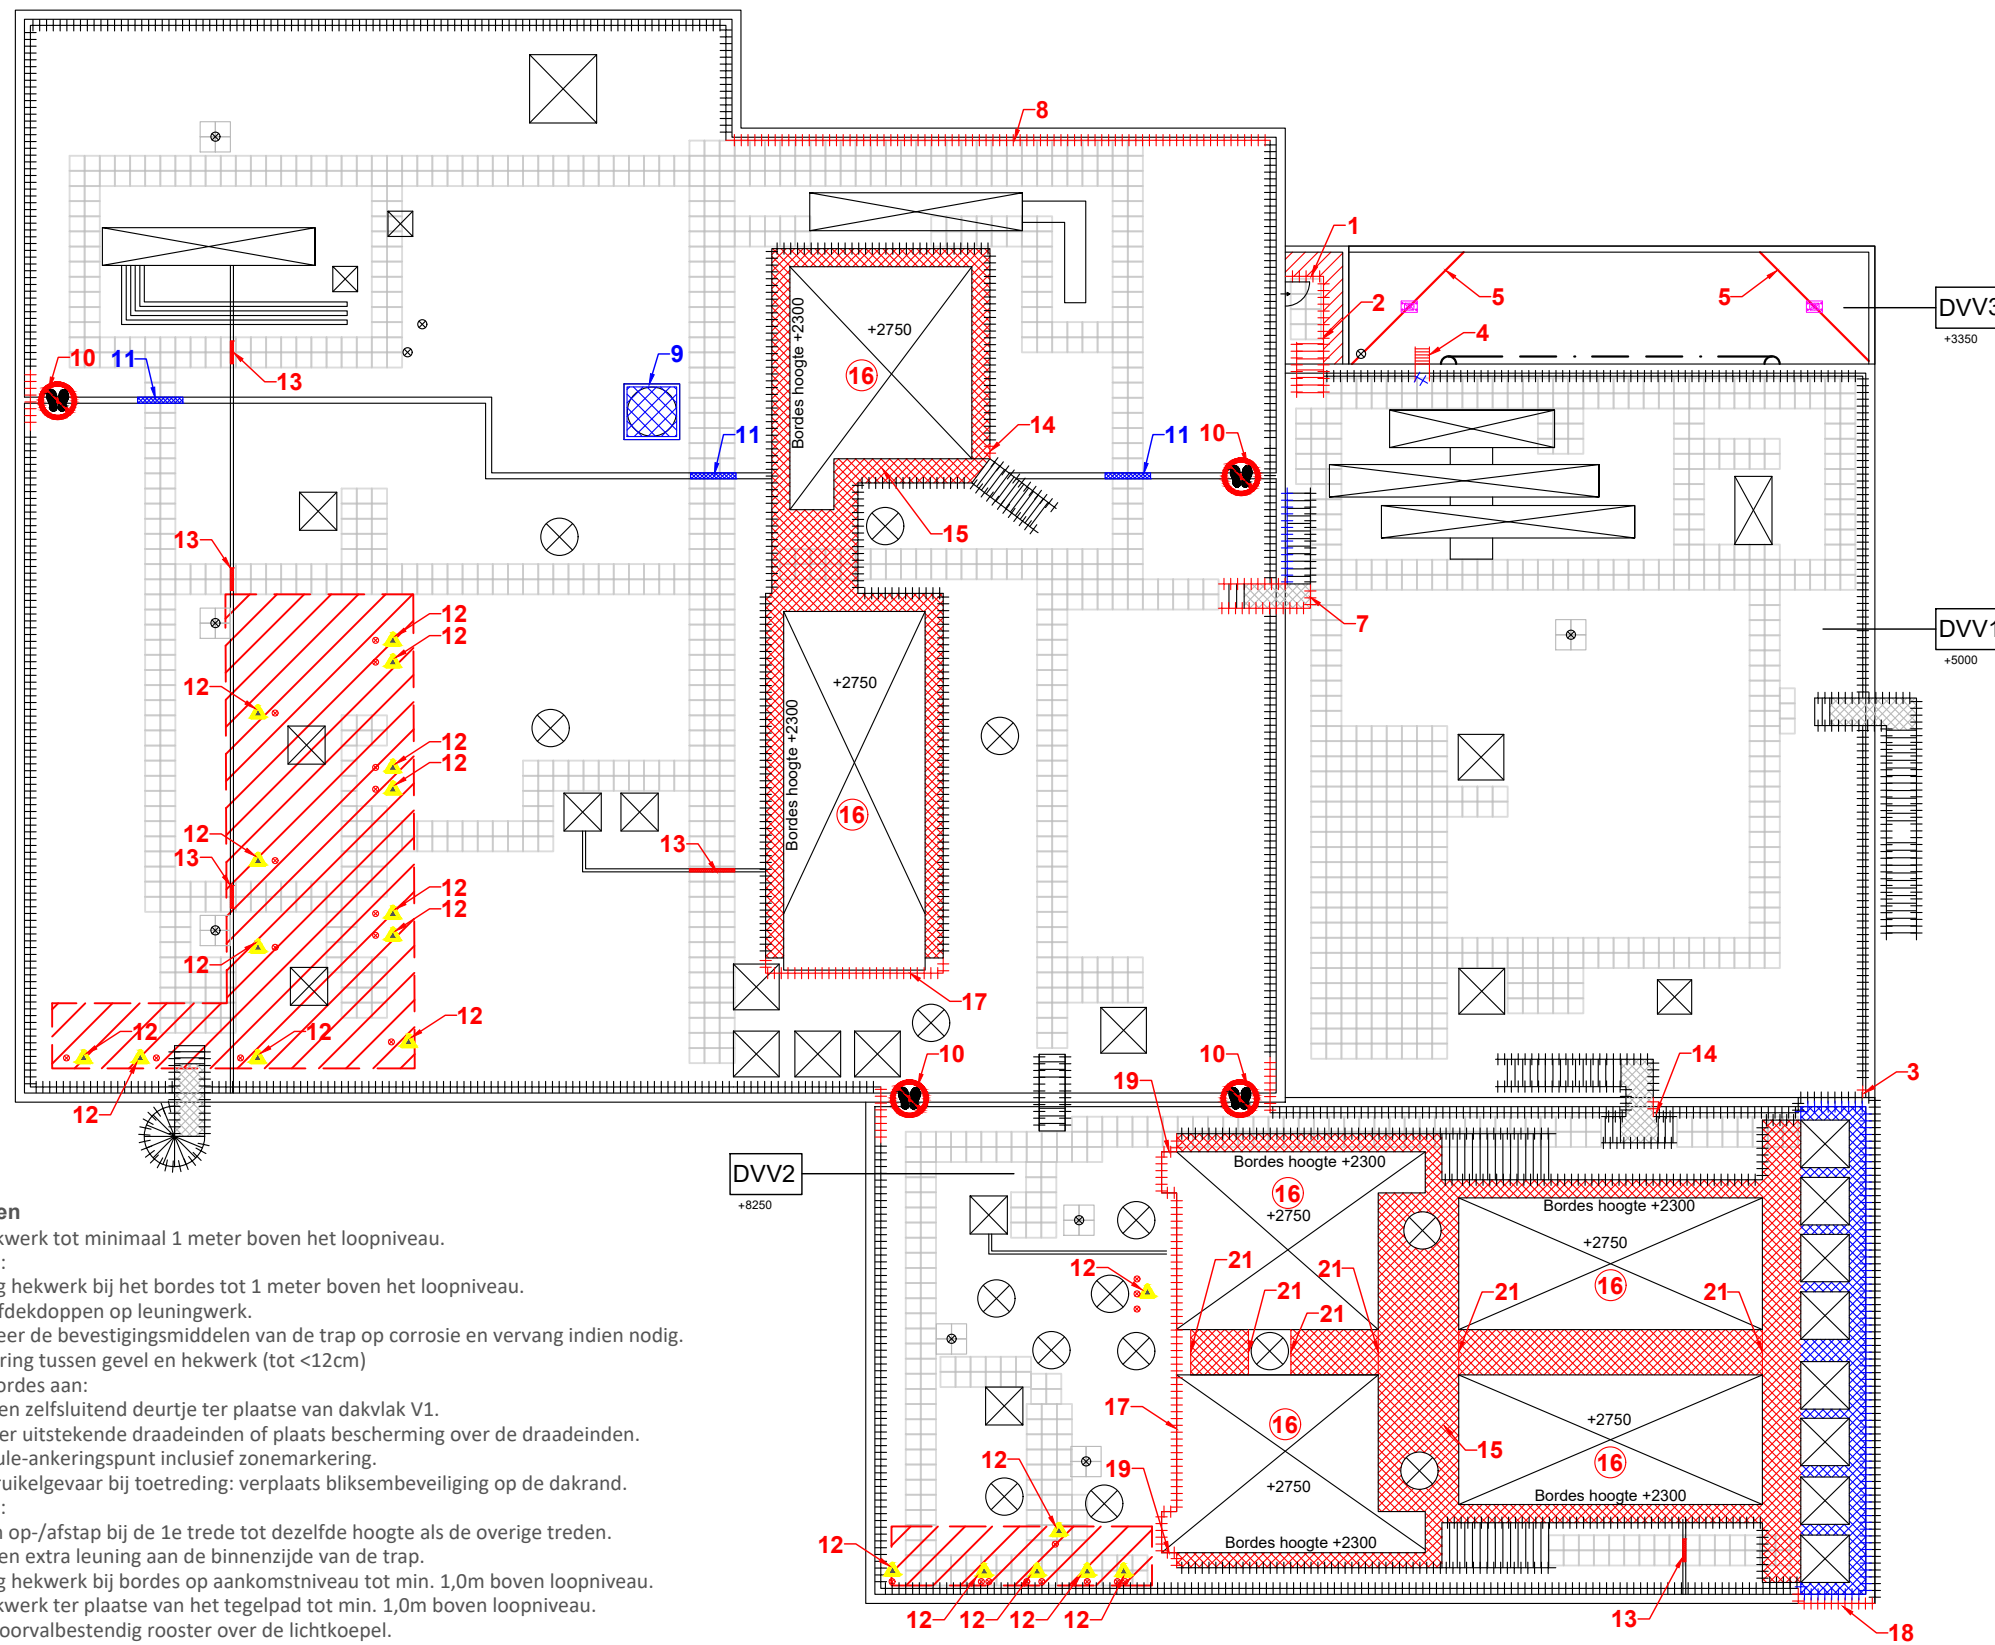 8
1
2
5
5
4
DVV3
+3350
10
11
13
9
11
Bordes hoogte +2300
+2750
16
14
11
10
15
13
7
DVV1
+5000
12
12
12
12
12
12
13
12
12
12
12
12
12
12
12
+2750
Bordes hoogte +2300
16
13
17
10
10
19
14
3
DVV2
+8250
Bordes hoogte +2300
16
+2750
Bordes hoogte +2300
+2750
16
12
21
21
21
21
21
21
17
16
+2750
Bordes hoogte +2300
15
+2750
16
Bordes hoogte +2300
19
12
12
12
12
12
12
13
18
en
kwerk tot minimaal 1 meter boven het loopniveau.
:
g hekwerk bij het bordes tot 1 meter boven het loopniveau.
fdekdoppen op leuningwerk.
eer de bevestigingsmiddelen van de trap op corrosie en vervang indien nodig.
ring tussen gevel en hekwerk (tot <12cm)
ordes aan:
en zelfsluitend deurtje ter plaatse van dakvlak V1.
er uitstekende draadeinden of plaats bescherming over de draadeinden.
ule-ankeringspunt inclusief zonemarkering.
ruikelgevaar bij toetreding: verplaats bliksembeveiliging op de dakrand.
:
n op-/afstap bij de 1e trede tot dezelfde hoogte als de overige treden.
en extra leuning aan de binnenzijde van de trap.
g hekwerk bij bordes op aankomstniveau tot min. 1,0m boven loopniveau.
kwerk ter plaatse van het tegelpad tot min. 1,0m boven loopniveau.
oorvalbestendig rooster over de lichtkoepel.